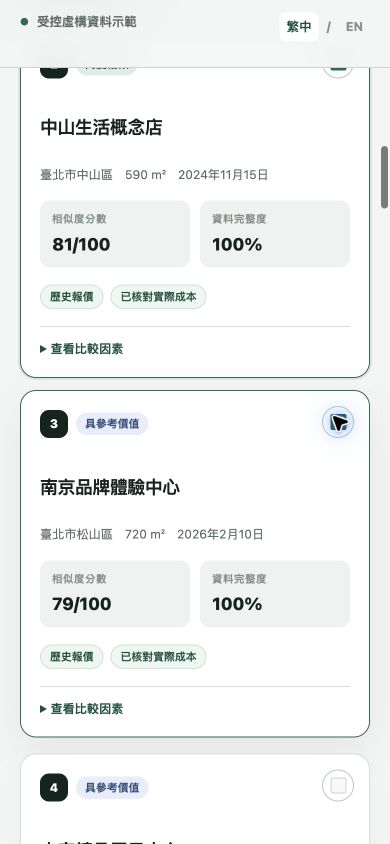 受控虛構資料示範
繁中 / EN
中山生活概念店
臺北市中山區 590 m² 2024年11月15日
相似度分數 資料完整度
81/100 100%
歷史報價 已核對實際成本
▶ 查看比較因素
3 具參考價值
南京品牌體驗中心
臺北市松山區 720 m² 2026年2月10日
相似度分數 資料完整度
79/100 100%
歷史報價 已核對實際成本
▶ 查看比較因素
4 具參考價值